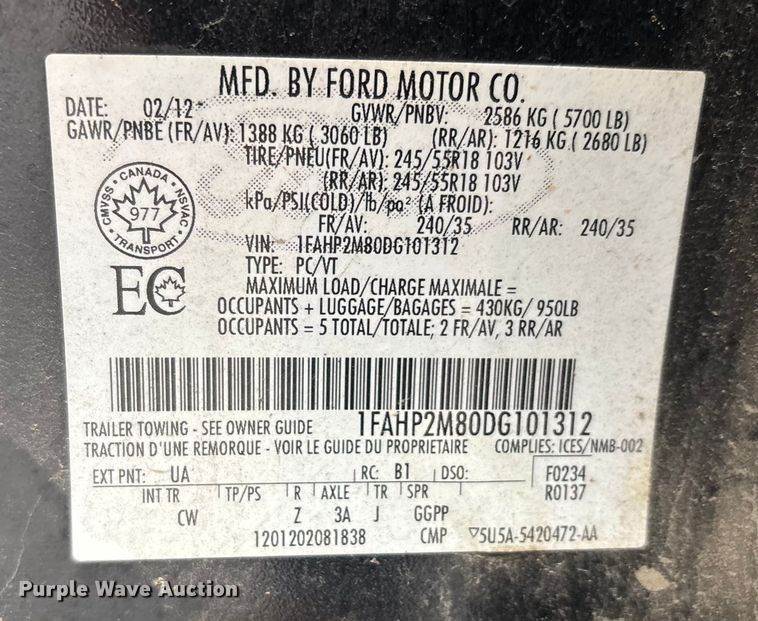 MFD. BY FORD MOTOR CO.
DATE: 02/12 GVWR/PNBV: 2586 KG ( 5700 LB)
GAWR/PNBE (FR/AV): 1388 KG ( 3060 LB) (RR/AR): 1216 KG ( 2680 LB)
TIRE/PNEU(FR/AV): 245/55R18 103V
(RR/AR): 245/55R18 103V
kPa/PSI(COLD)/lb/po² (A FROID):
FR/AV: 240/35 RR/AR: 240/35
VIN: 1FAHP2M80DG101312
TYPE: PC/VT
MAXIMUM LOAD/CHARGE MAXIMALE =
OCCUPANTS + LUGGAGE/BAGAGES = 430KG/ 950LB
OCCUPANTS = 5 TOTAL/TOTALE; 2 FR/AV, 3 RR/AR
CMVSS • CANADA • NSVAC • TRANSPORT •
977
EC
TRAILER TOWING - SEE OWNER GUIDE 1FAHP2M80DG101312
TRACTION D'UNE REMORQUE - VOIR LE GUIDE DU PROPRIETAIRE COMPLIES: ICES/NMB-002
EXT PNT: UA RC: B1 DSO: F0234
INT TR TP/PS R AXLE TR SPR R0137
CW Z 3A J GGPP
1201202081838 CMP ▽5U5A-5420472-AA
Purple Wave Auction